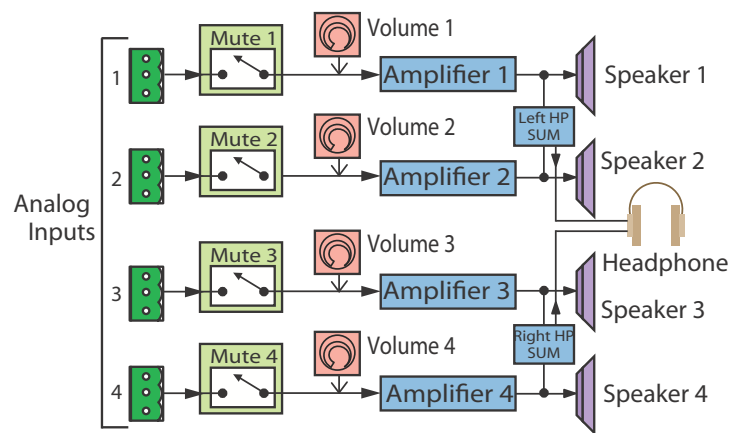 Mute 1
Volume 1
1
Amplifier 1
Speaker 1
Left HP
SUM
Mute 2
Volume 2
2
Amplifier 2
Speaker 2
Analog
Inputs
Mute 3
Volume 3
Headphone
3
Amplifier 3
Speaker 3
Right HP
SUM
Mute 4
Volume 4
4
Amplifier 4
Speaker 4